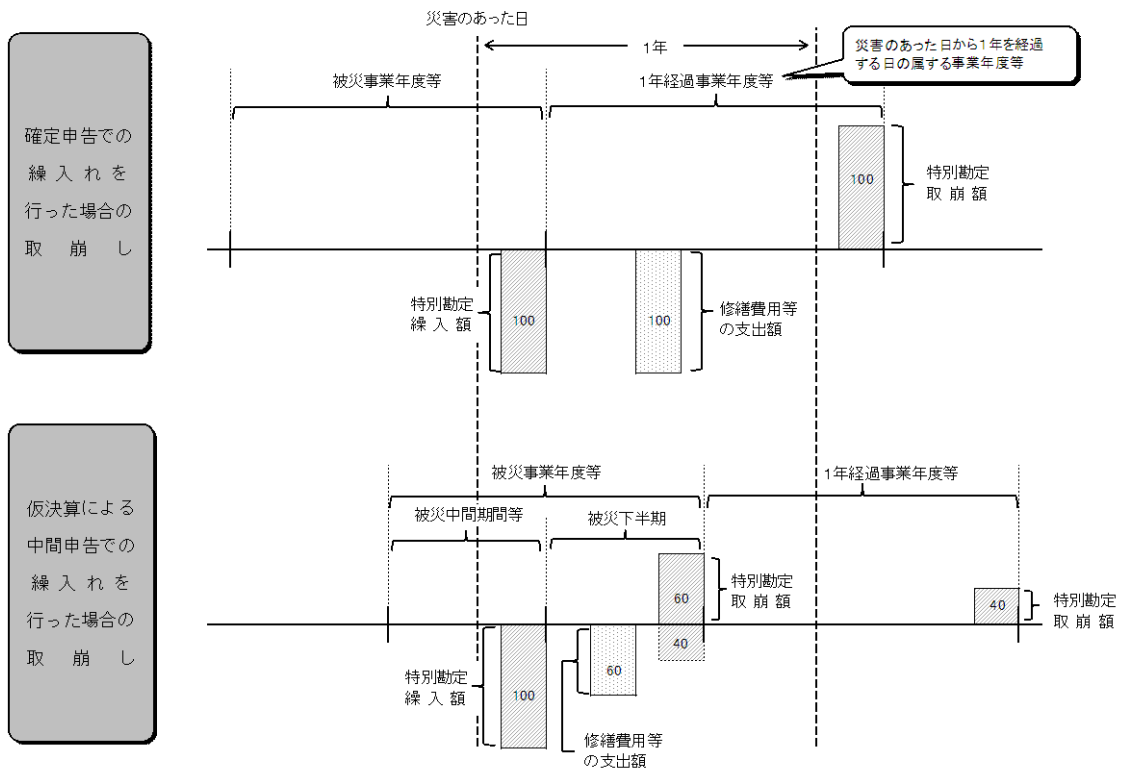 災害のあった日
1年
災害のあった日から1年を経過
する日の属する事業年度等
被災事業年度等
1年経過事業年度等
確定申告での
繰入れを
行った場合の
取崩し
100
特別勘定
取崩額
特別勘定
繰入額
100
100
修繕費用等
の支出額
被災事業年度等
1年経過事業年度等
仮決算による
中間申告での
繰入れを
行った場合の
取崩し
被災中間期間等
被災下半期
60
特別勘定
取崩額
40
特別勘定
取崩額
40
60
特別勘定
繰入額
100
修繕費用等
の支出額